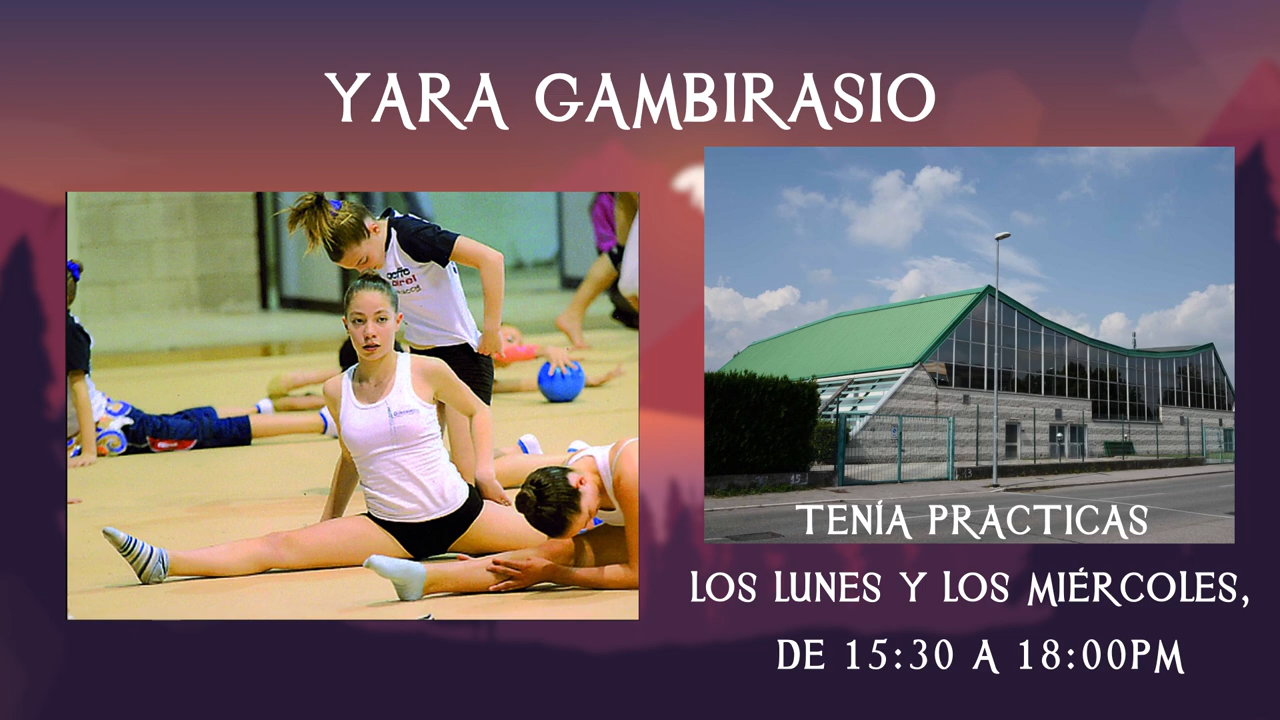 YARA GAMBIRASIO
TENÍA PRACTICAS
LOS LUNES Y LOS MIÉRCOLES,
DE 15:30 A 18:00PM